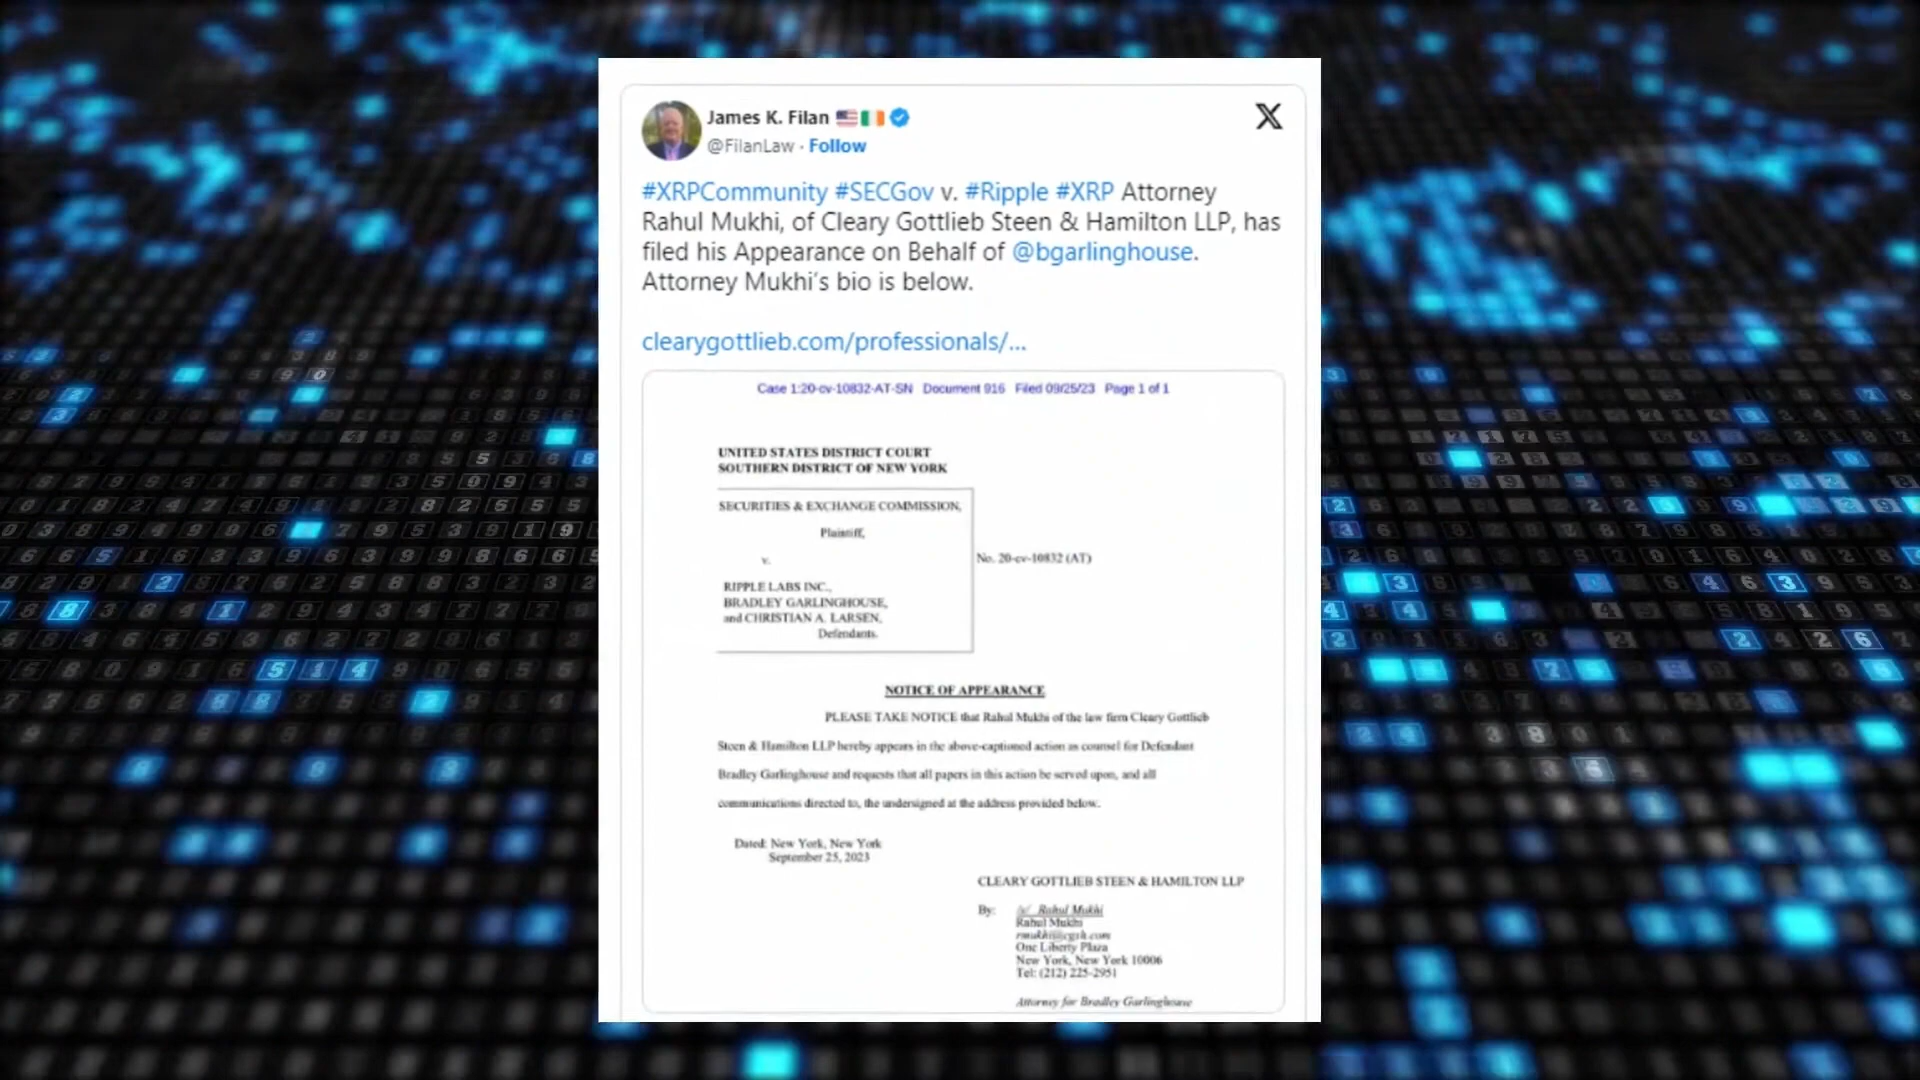 James K. Filan
@FilanLaw · Follow
#XRPCommunity #SECGov v. #Ripple #XRP Attorney
Rahul Mukhi, of Cleary Gottlieb Steen & Hamilton LLP, has
filed his Appearance on Behalf of @bgarlinghouse.
Attorney Mukhi's bio is below.
clearygottlieb.com/professionals/...
Case 1:20-cv-10832-AT-SN Document 916 Filed 09/25/23 Page 1 of 1
UNITED STATES DISTRICT COURT
SOUTHERN DISTRICT OF NEW YORK
SECURITIES & EXCHANGE COMMISSION,
Plaintiff,
v.
No. 20-cv-10832 (AT)
RIPPLE LABS INC.,
BRADLEY GARLINGHOUSE,
and CHRISTIAN A. LARSEN,
Defendants.
NOTICE OF APPEARANCE
PLEASE TAKE NOTICE that Rahul Mukhi of the law firm Cleary Gottlieb
Steen & Hamilton LLP hereby appears in the above-captioned action as counsel for Defendant
Bradley Garlinghouse and requests that all papers in this action be served upon, and all
communications directed to, the undersigned at the address provided below.
Dated: New York, New York
September 25, 2023
CLEARY GOTTLIEB STEEN & HAMILTON LLP
By: /s/ Rahul Mukhi
Rahul Mukhi
rmukhi@cgsh.com
One Liberty Plaza
New York, New York 10006
Tel: (212) 225-2951
Attorney for Bradley Garlinghouse